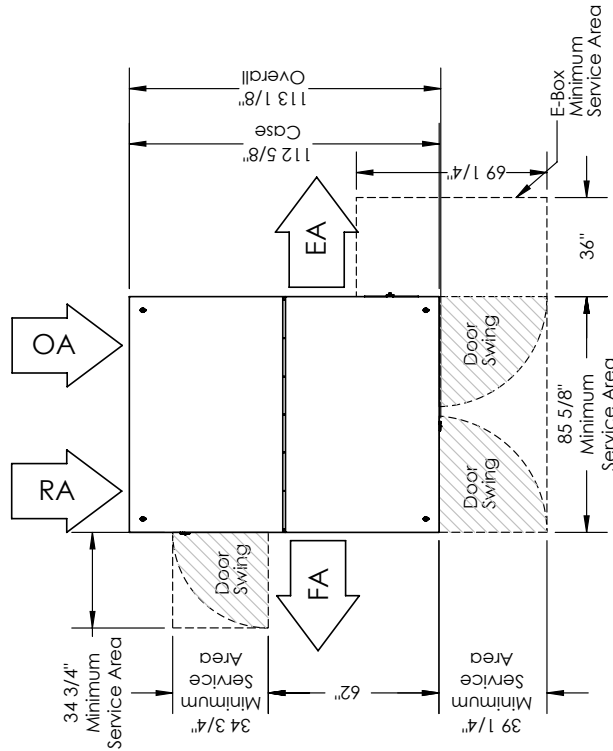 OA
RA
EA
FA
113 1/8"
Overall
112 5/8"
Case
69 1/4"
E-Box
Minimum
Service Area
36"
Door
Swing
Door
Swing
85 5/8"
Minimum
Service Area
Door
Swing
34 3/4"
Minimum
Service Area
34 3/4"
Minimum
Service
Area
62"
39 1/4"
Minimum
Service Area